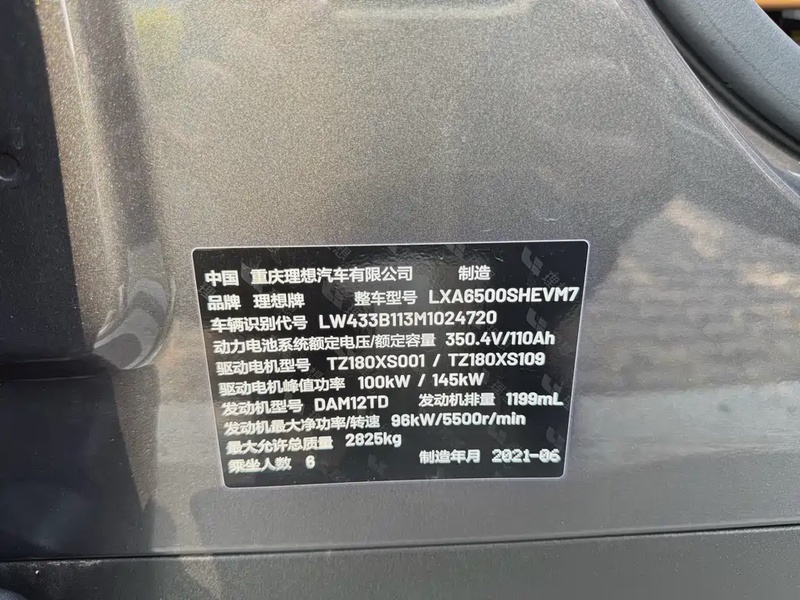 中国 重庆理想汽车有限公司 制造
品牌 理想牌 整车型号 LXA6500SHEVM7
车辆识别代号 LW433B113M1024720
动力电池系统额定电压/额定容量 350.4V/110Ah
驱动电机型号 TZ180XS001 / TZ180XS109
驱动电机峰值功率 100kW / 145kW
发动机型号 DAM12TD 发动机排量 1199mL
发动机最大净功率/转速 96kW/5500r/min
最大允许总质量 2825kg
乘坐人数 6 制造年月 2021-06